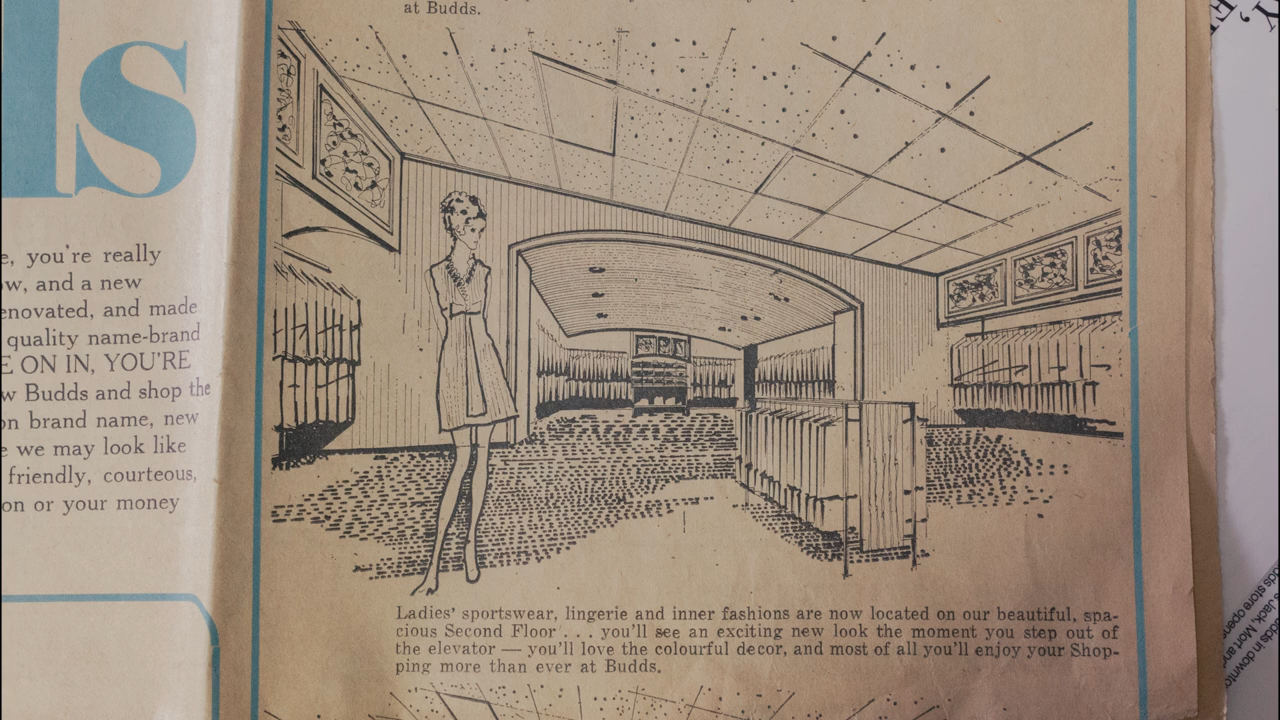 at Budds.
ls
e, you're really
ow, and a new
enovated, and made
quality name-brand
E ON IN, YOU'RE
w Budds and shop the
on brand name, new
e we may look like
friendly, courteous,
on or your money
Ladies' sportswear, lingerie and inner fashions are now located on our beautiful, spa-
cious Second Floor . . . you'll see an exciting new look the moment you step out of
the elevator — you'll love the colourful decor, and most of all you'll enjoy your Shop-
ping more than ever at Budds.